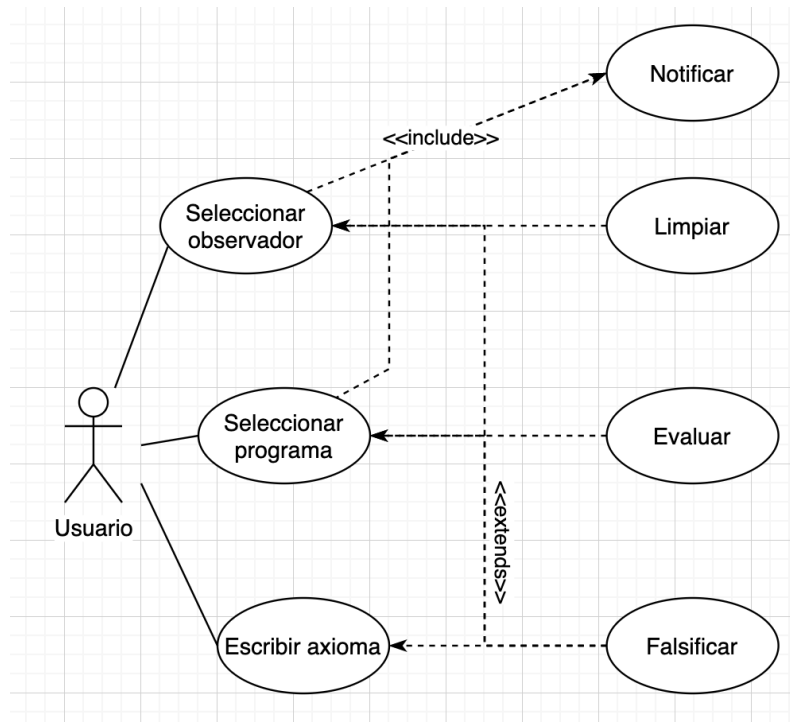 Notificar
<<include>>
Seleccionar
observador
Limpiar
Seleccionar
programa
Evaluar
<<extends>>
Usuario
Escribir axioma
Falsificar